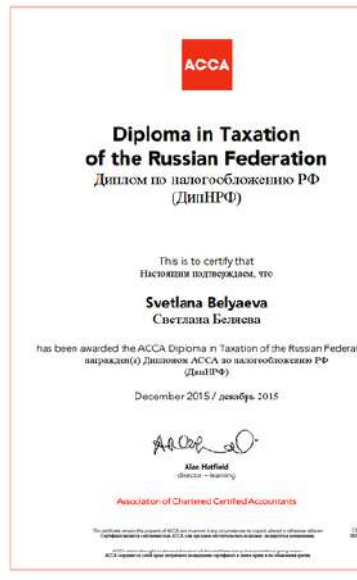 ACCA
Diploma in Taxation
of the Russian Federation
Диплом по налогообложению РФ
(ДипНРФ)
This is to certify that
Настоящим подтверждаем, что
Svetlana Belyaeva
Светлана Беляева
has been awarded the ACCA Diploma in Taxation of the Russian Federat
награжден(а) Дипломом АССА по налогообложению РФ
(ДипНРФ)
December 2015 / декабрь 2015
Alan Hatfield
director – learning
Association of Chartered Certified Accountants